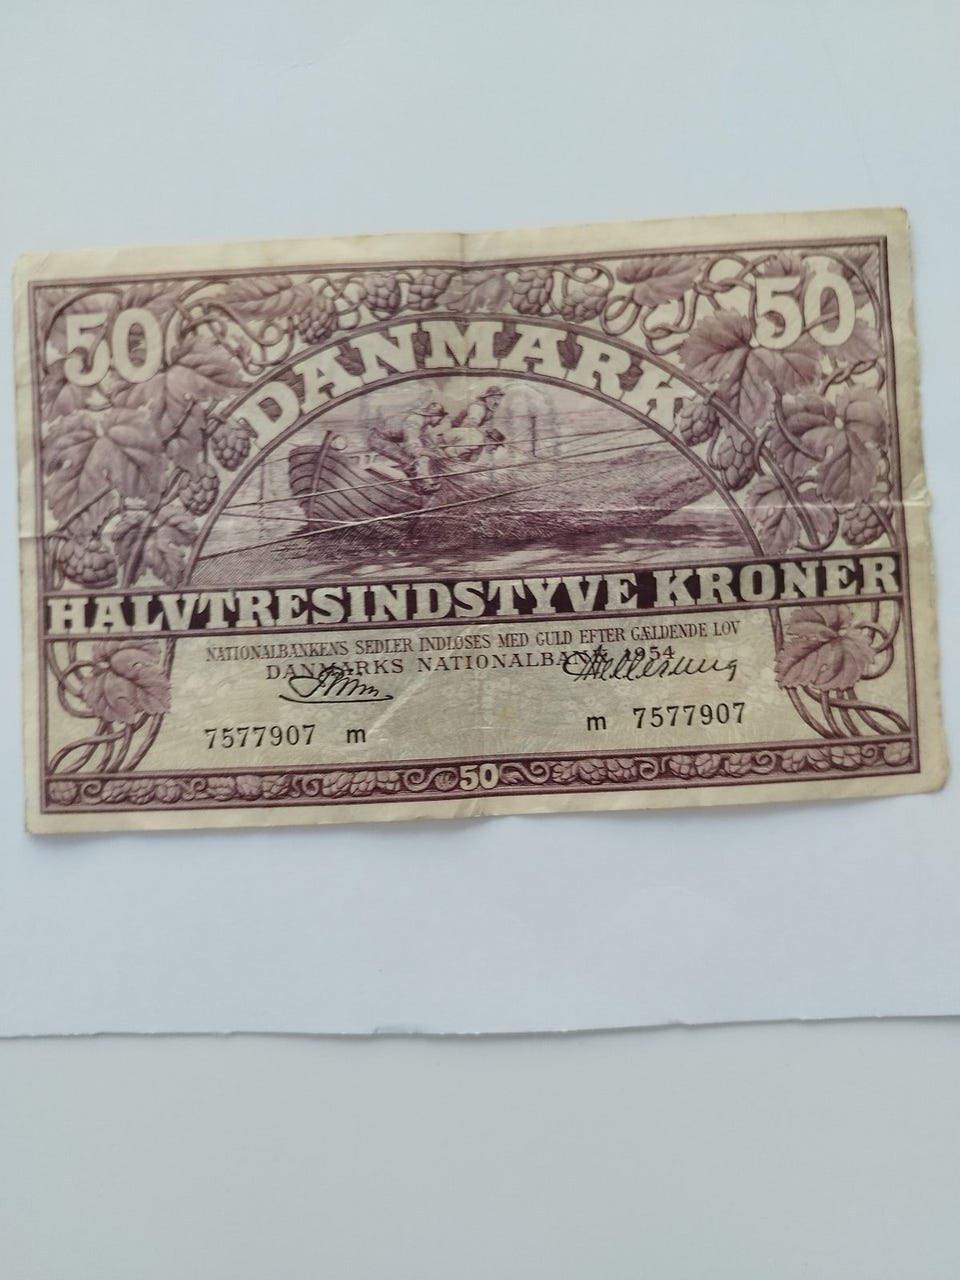 50
50
DANMARK
HALVTRESINDSTYVE KRONER
NATIONALBANKENS SEDLER INDLØSES MED GULD EFTER GÆLDENDE LOV
DANMARKS NATIONALBANK 1954
7577907 m
m 7577907
50